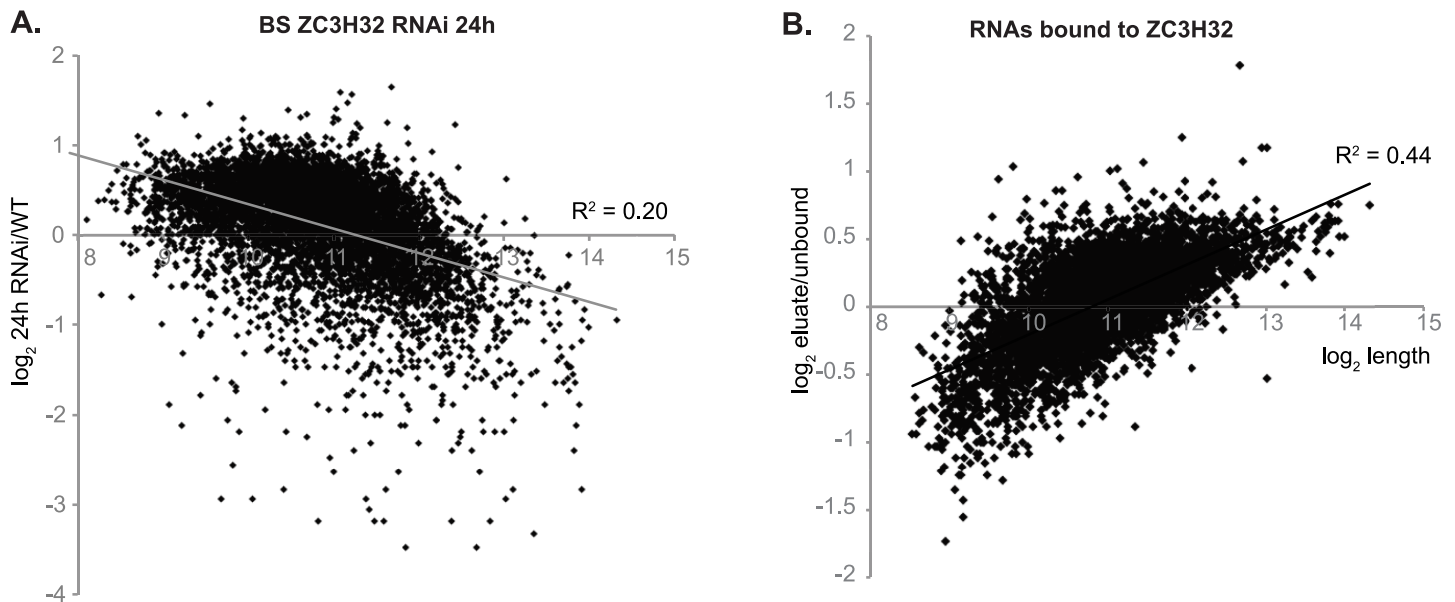 A.
BS ZC3H32 RNAi 24h
2
1
0
-1
-2
-3
-4
8 9 10 11 12 13 14 15
log2 24h RNAi/WT
R2 = 0.20
B.
RNAs bound to ZC3H32
2
1.5
1
0.5
0
-0.5
-1
-1.5
-2
8 9 10 11 12 13 14 15
log2 eluate/unbound
log2 length
R2 = 0.44